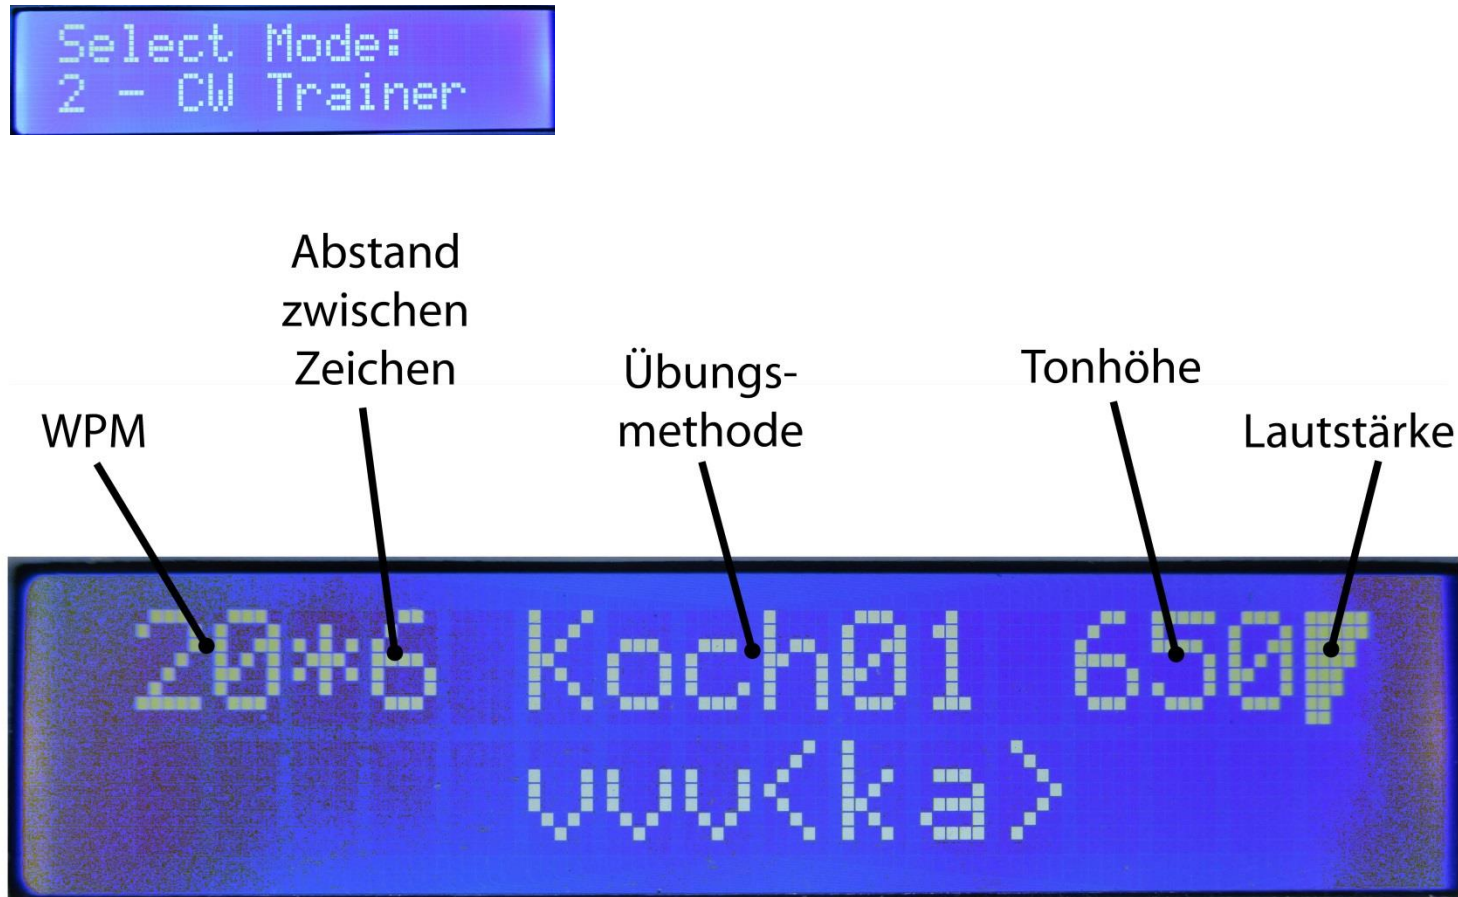 Select Mode:
2 - CW Trainer
Abstand
zwischen
Zeichen
Übungs-
methode
Tonhöhe
WPM
Lautstärke
20*6 Koch01 650
vvv<ka>